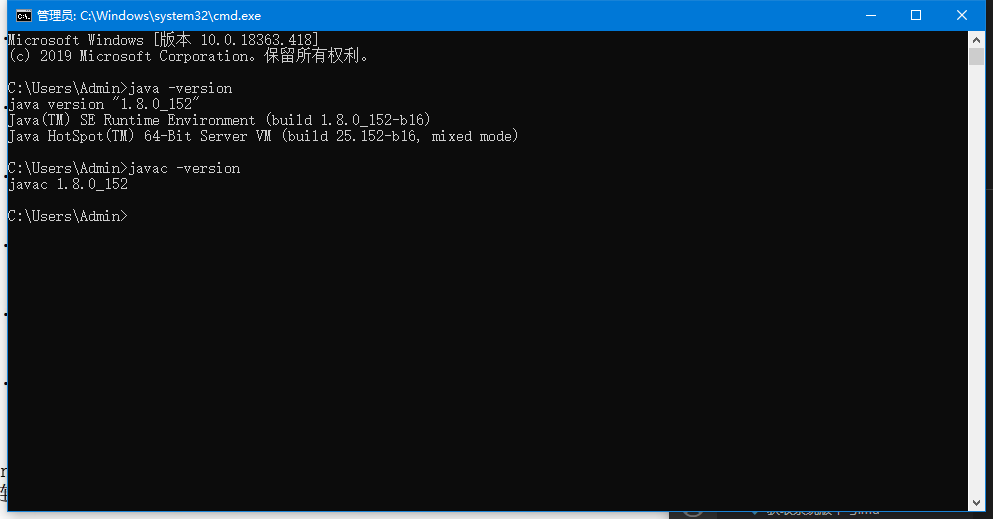 管理员: C:\Windows\system32\cmd.exe
Microsoft Windows [版本 10.0.18363.418]
(c) 2019 Microsoft Corporation。保留所有权利。
C:\Users\Admin>java -version
java version "1.8.0_152"
Java(TM) SE Runtime Environment (build 1.8.0_152-b16)
Java HotSpot(TM) 64-Bit Server VM (build 25.152-b16, mixed mode)
C:\Users\Admin>javac -version
javac 1.8.0_152
C:\Users\Admin>